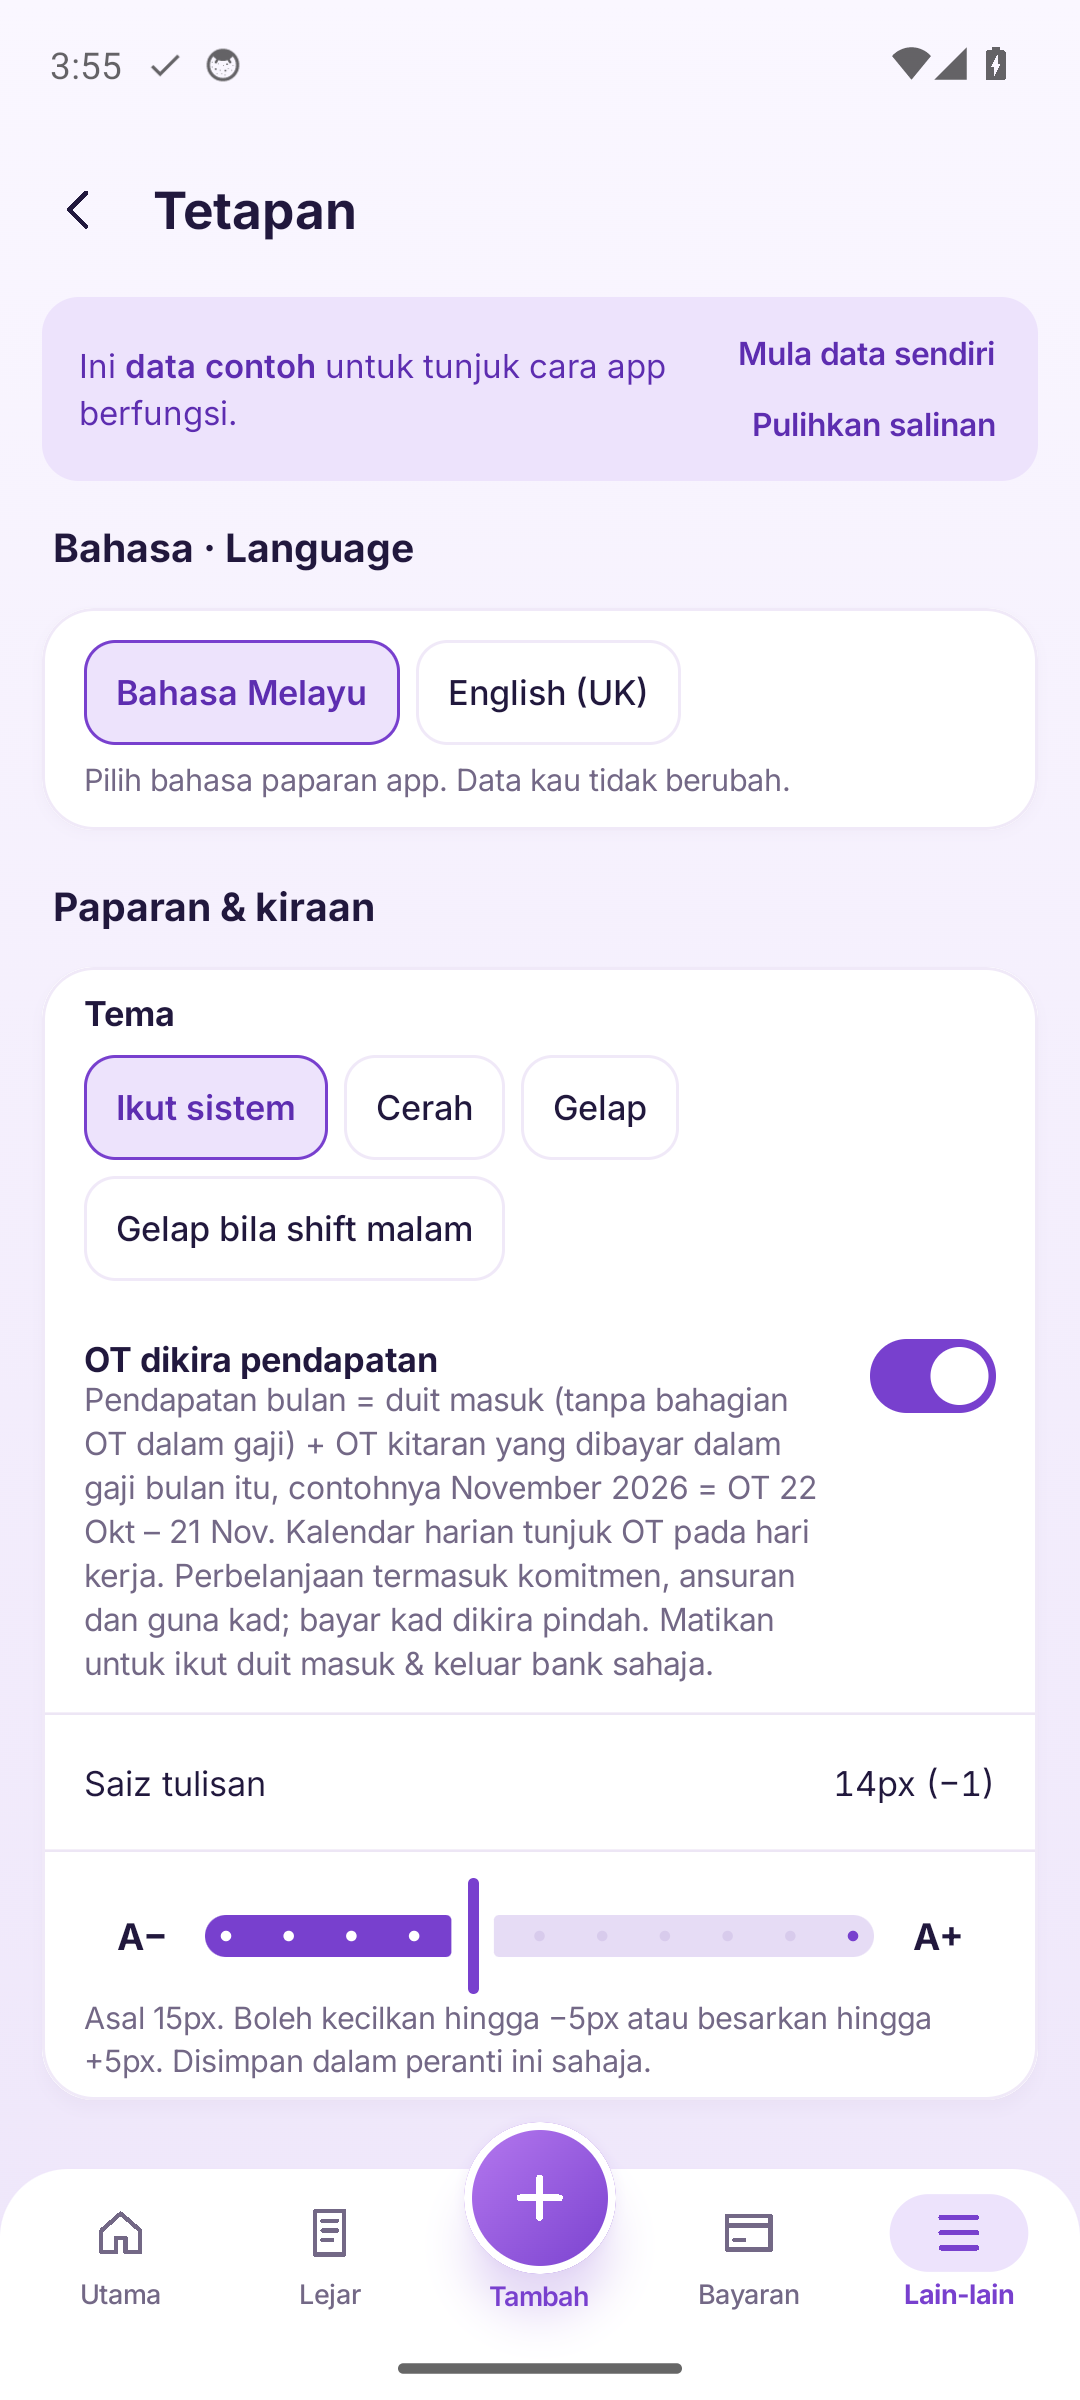 3:55
Tetapan
Ini data contoh untuk tunjuk cara app
berfungsi.
Mula data sendiri
Pulihkan salinan
Bahasa · Language
Bahasa Melayu
English (UK)
Pilih bahasa paparan app. Data kau tidak berubah.
Paparan & kiraan
Tema
Ikut sistem
Cerah
Gelap
Gelap bila shift malam
OT dikira pendapatan
Pendapatan bulan = duit masuk (tanpa bahagian
OT dalam gaji) + OT kitaran yang dibayar dalam
gaji bulan itu, contohnya November 2026 = OT 22
Okt – 21 Nov. Kalendar harian tunjuk OT pada hari
kerja. Perbelanjaan termasuk komitmen, ansuran
dan guna kad; bayar kad dikira pindah. Matikan
untuk ikut duit masuk & keluar bank sahaja.
Saiz tulisan
14px (−1)
A−
A+
Asal 15px. Boleh kecilkan hingga −5px atau besarkan hingga
+5px. Disimpan dalam peranti ini sahaja.
Utama
Lejar
Tambah
Bayaran
Lain-lain